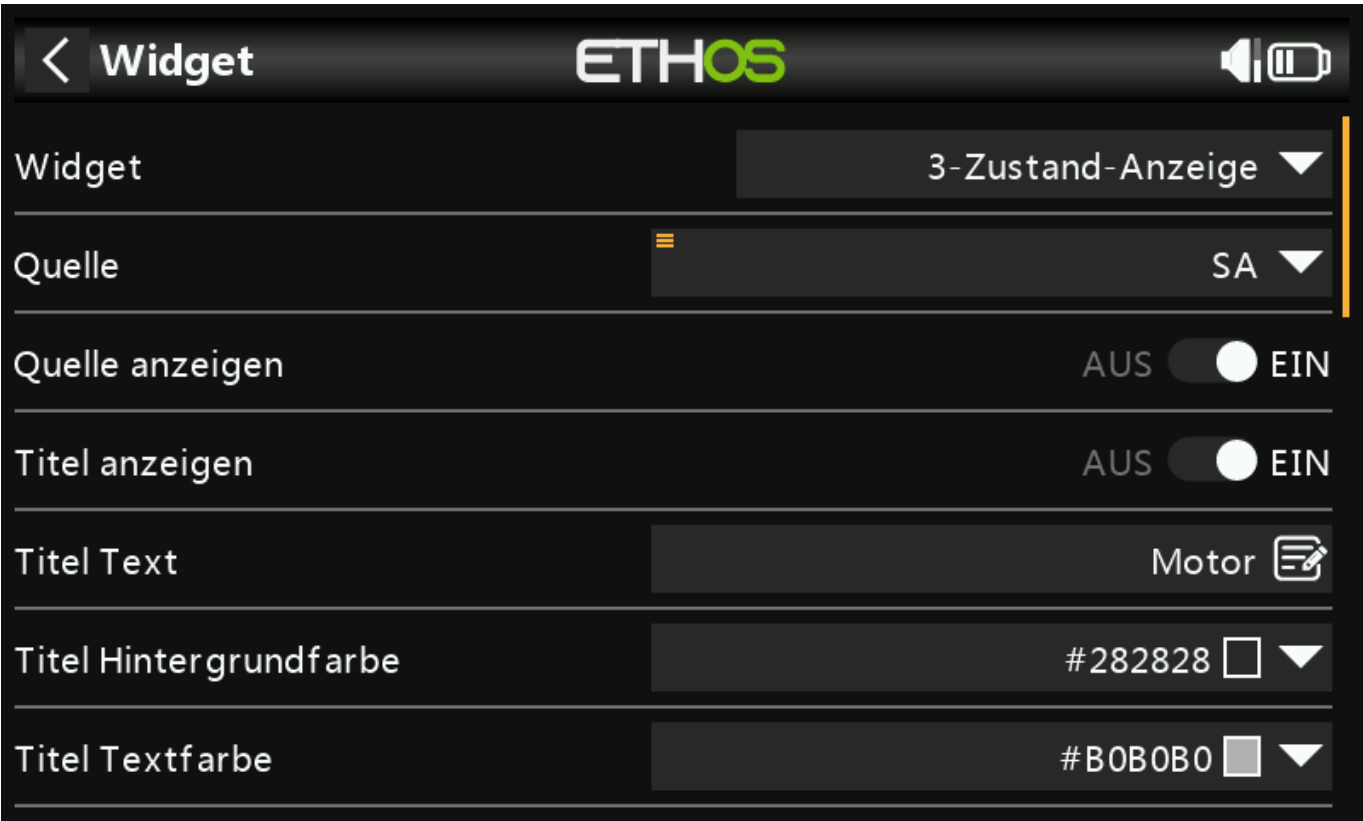 Widget ETHOS
Widget 3-Zustand-Anzeige
Quelle SA
Quelle anzeigen AUS EIN
Titel anzeigen AUS EIN
Titel Text Motor
Titel Hintergrundfarbe #282828
Titel Textfarbe #B0B0B0